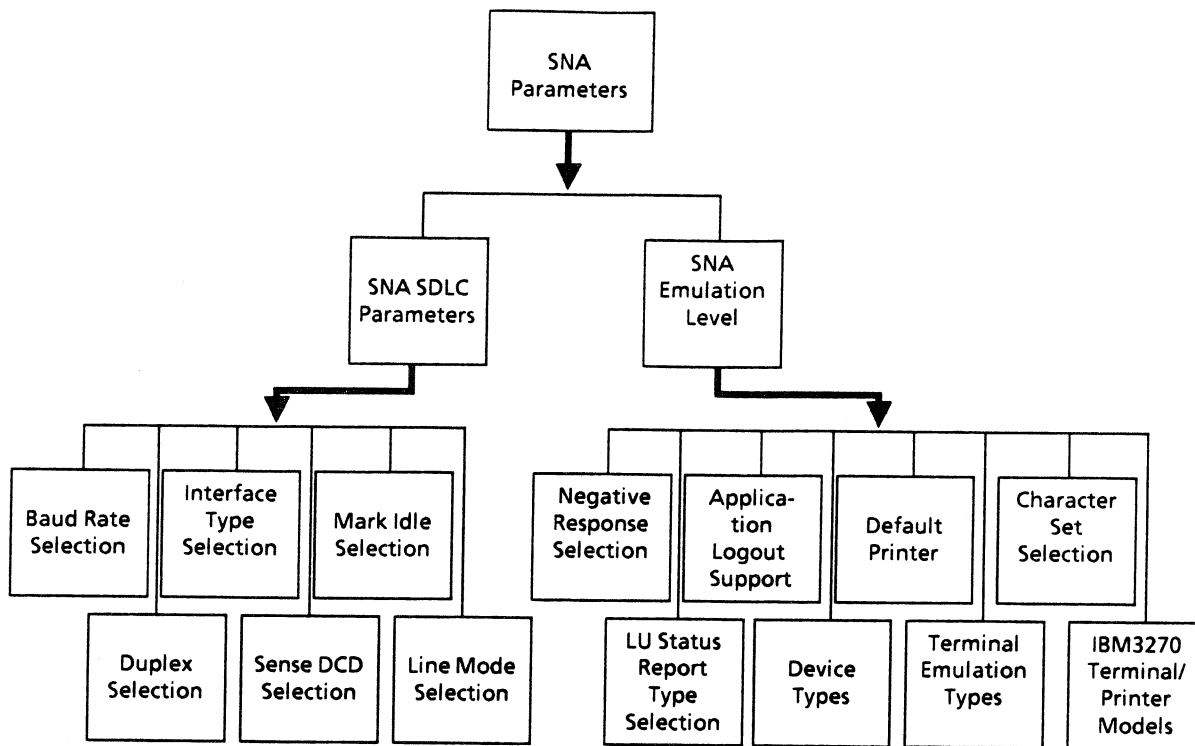 SNA
Parameters
SNA SDLC
Parameters
SNA
Emulation
Level
Baud Rate
Selection
Interface
Type
Selection
Mark Idle
Selection
Negative
Response
Selection
Applica-
tion
Logout
Support
Default
Printer
Character
Set
Selection
Duplex
Selection
Sense DCD
Selection
Line Mode
Selection
LU Status
Report
Type
Selection
Device
Types
Terminal
Emulation
Types
IBM3270
Terminal/
Printer
Models